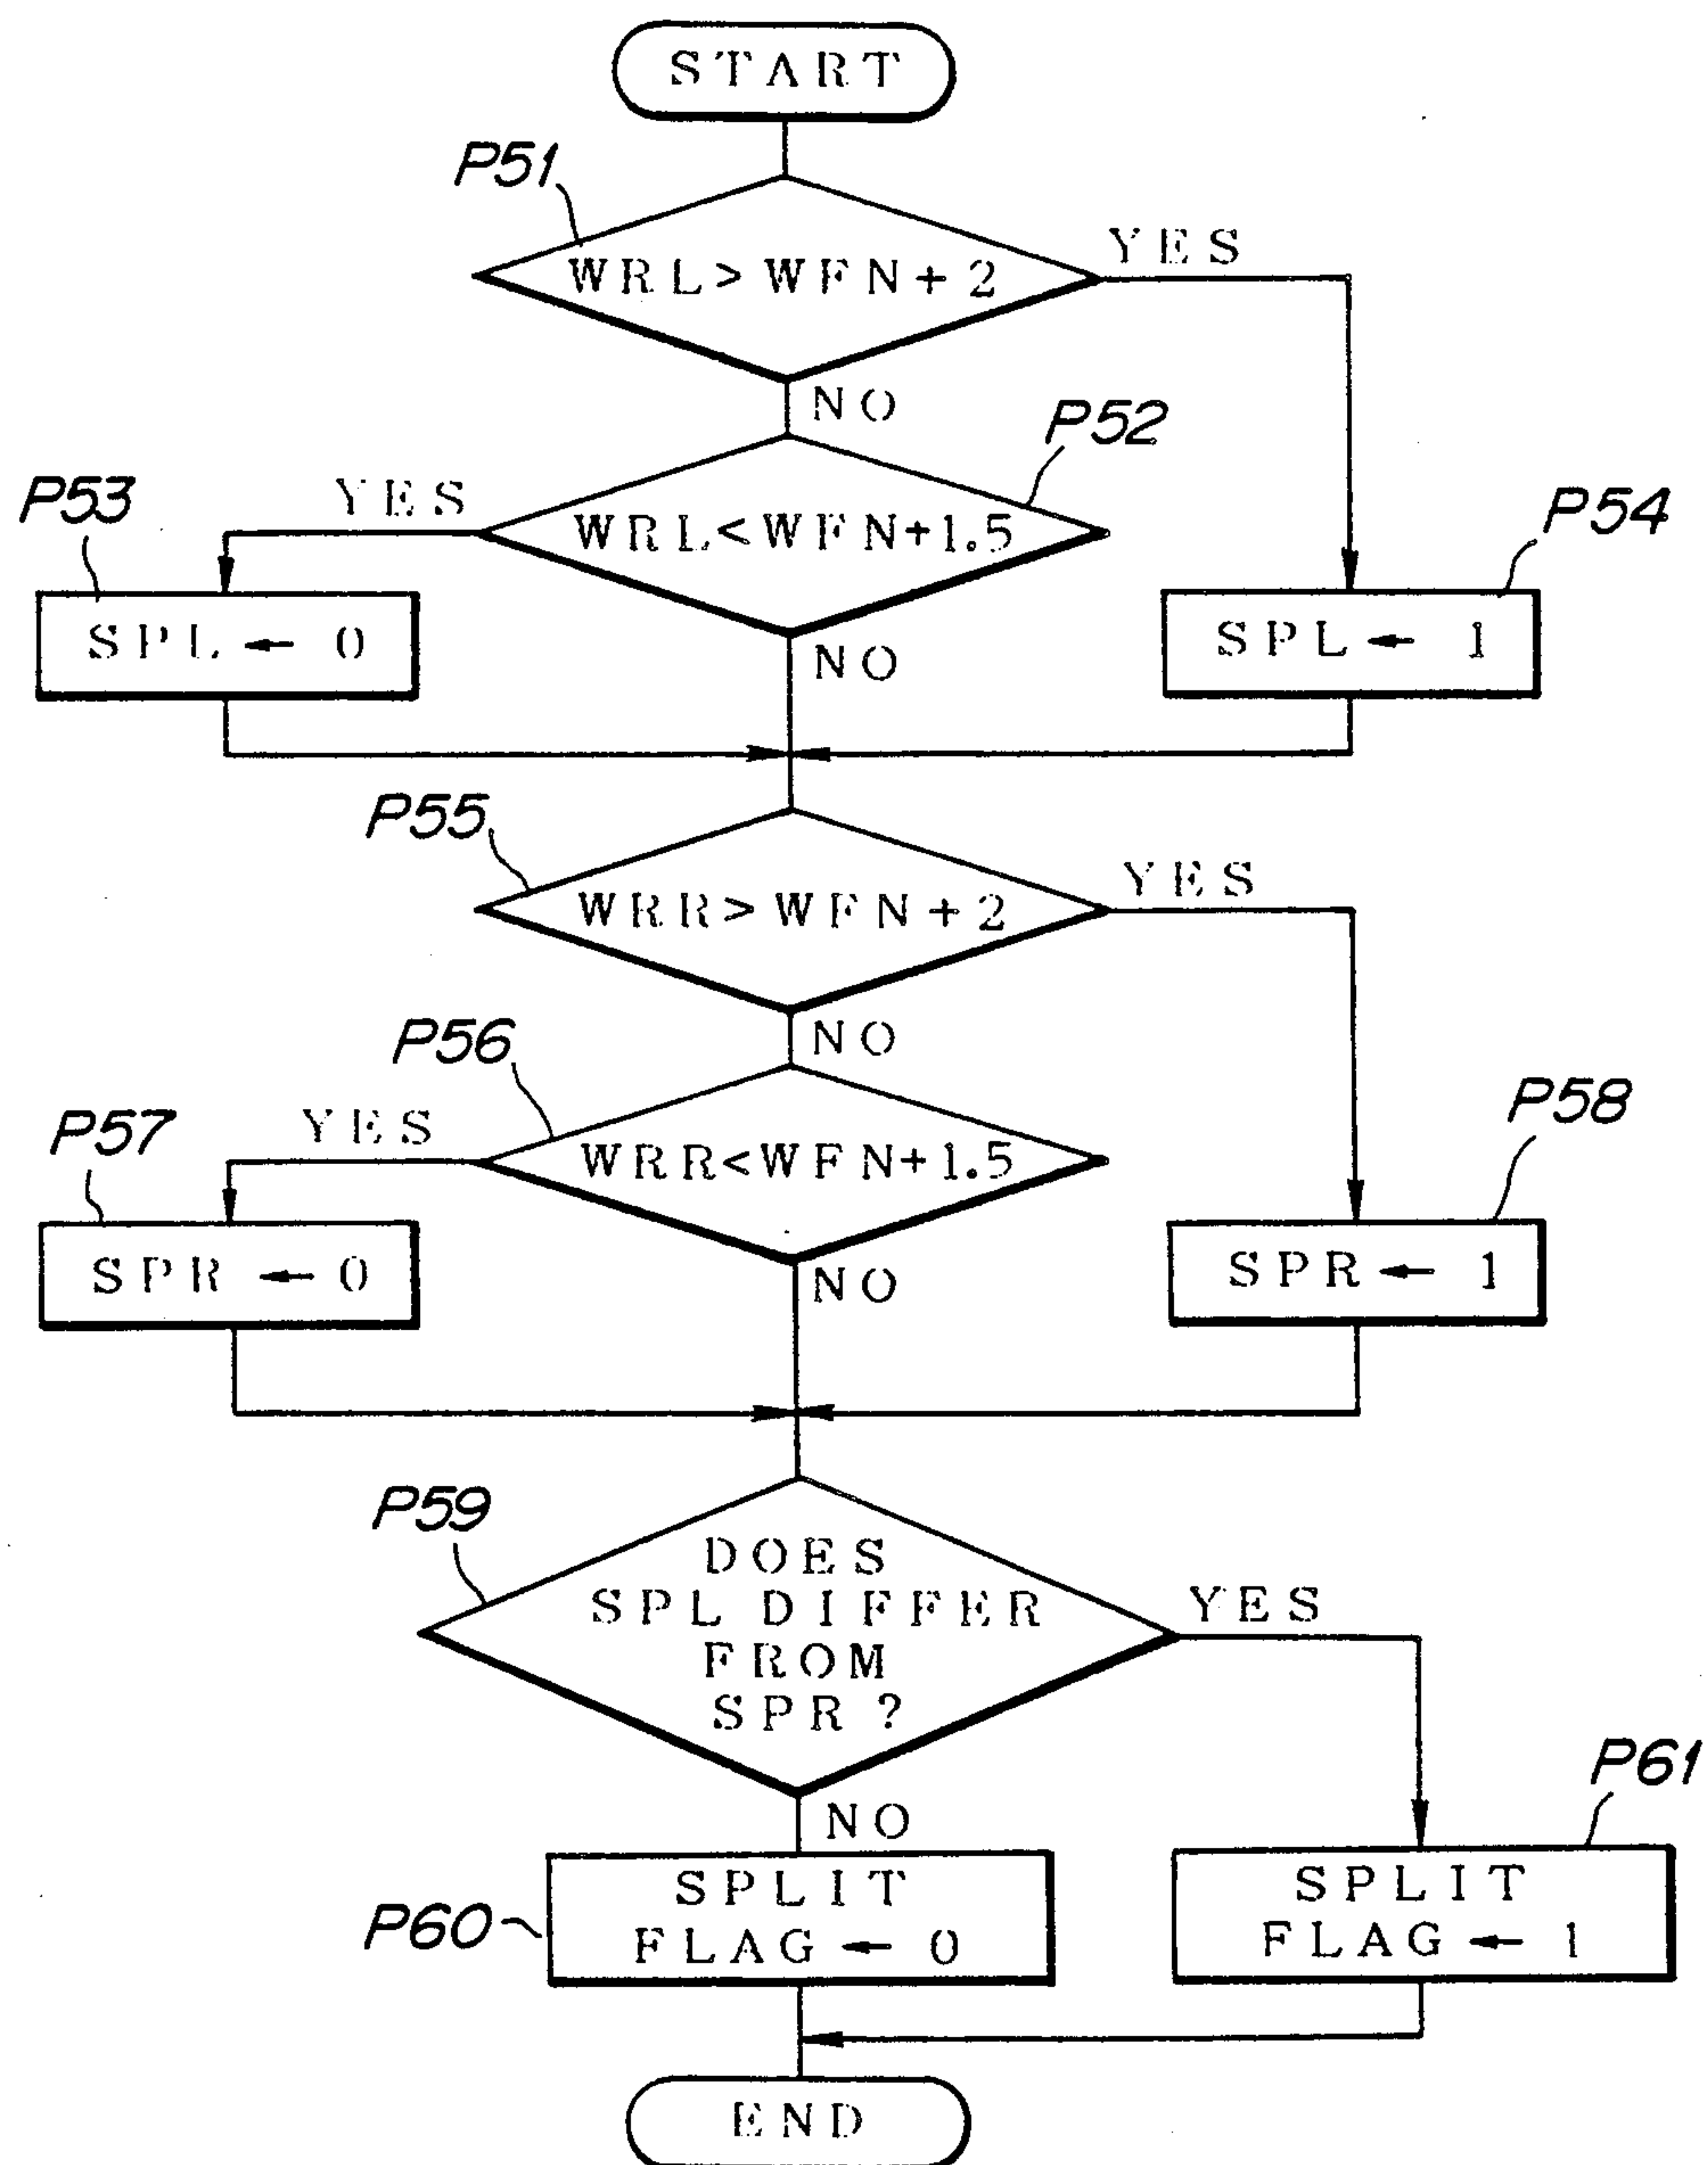 START
P51
WRL>WFN+2
YES
NO
P52
P53
YES
WRL<WFN+1.5
P54
SPL ← 0
NO
SPL ← 1
P55
WRR>WFN+2
YES
NO
P56
P57
YES
WRR<WFN+1.5
P58
SPR ← 0
NO
SPR ← 1
P59
DOES
SPL DIFFER
FROM
SPR ?
YES
NO
P61
P60
SPLIT
FLAG ← 0
SPLIT
FLAG ← 1
END